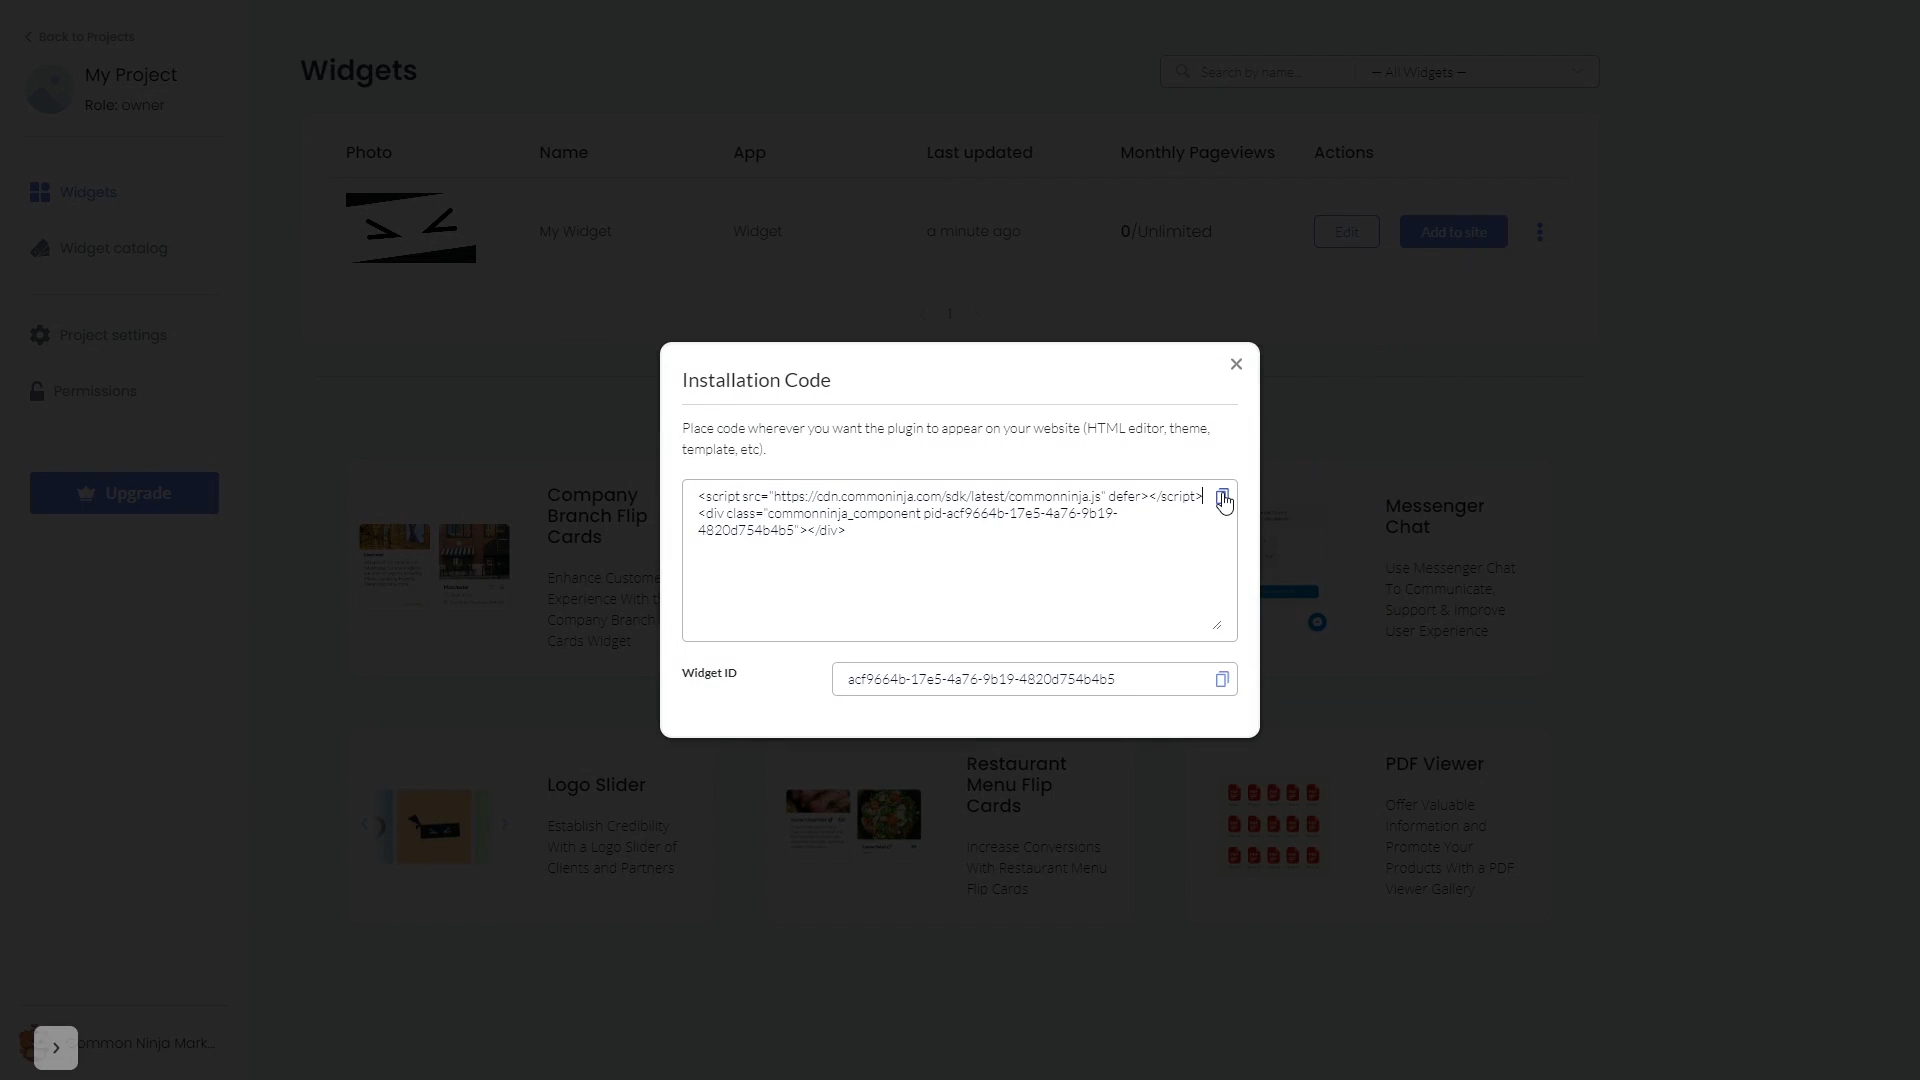 Back to Projects
My Project
Role: owner
Widgets
Widget catalog
Project settings
Permissions
Upgrade
Common Ninja Mark...
Widgets
Search by name...
— All Widgets —
Photo
Name
App
Last updated
Monthly Pageviews
Actions
My Widget
Widget
a minute ago
0/Unlimited
Edit
Add to site
1
Installation Code
Place code wherever you want the plugin to appear on your website (HTML editor, theme,
template, etc).
<script src="https://cdn.commoninja.com/sdk/latest/commonninja.js" defer></script>
<div class="commonninja_component pid-acf9664b-17e5-4a76-9b19-
4820d754b4b5"></div>
Widget ID
acf9664b-17e5-4a76-9b19-4820d754b4b5
Company
Branch Flip
Cards
Enhance Custome
Experience With t
Company Branch
Cards Widget
Messenger
Chat
Use Messenger Chat
To Communicate,
Support & Improve
User Experience
Logo Slider
Establish Credibility
With a Logo Slider of
Clients and Partners
Restaurant
Menu Flip
Cards
Increase Conversions
With Restaurant Menu
Flip Cards
PDF Viewer
Offer Valuable
Information and
Promote Your
Products With a PDF
Viewer Gallery